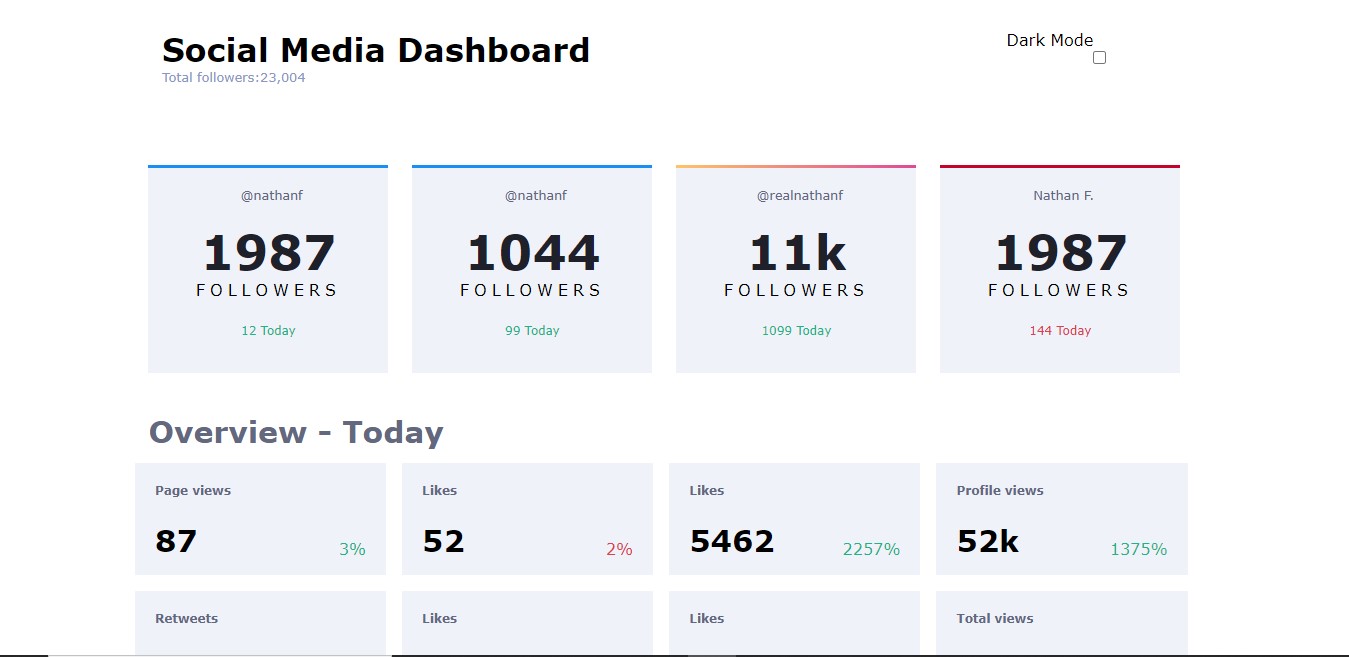 Social Media Dashboard
Dark Mode
Total followers:23,004
@nathanf
1987
FOLLOWERS
12 Today
@nathanf
1044
FOLLOWERS
99 Today
@realnathanf
11k
FOLLOWERS
1099 Today
Nathan F.
1987
FOLLOWERS
144 Today
Overview - Today
Page views
87 3%
Likes
52 2%
Likes
5462 2257%
Profile views
52k 1375%
Retweets
Likes
Likes
Total views